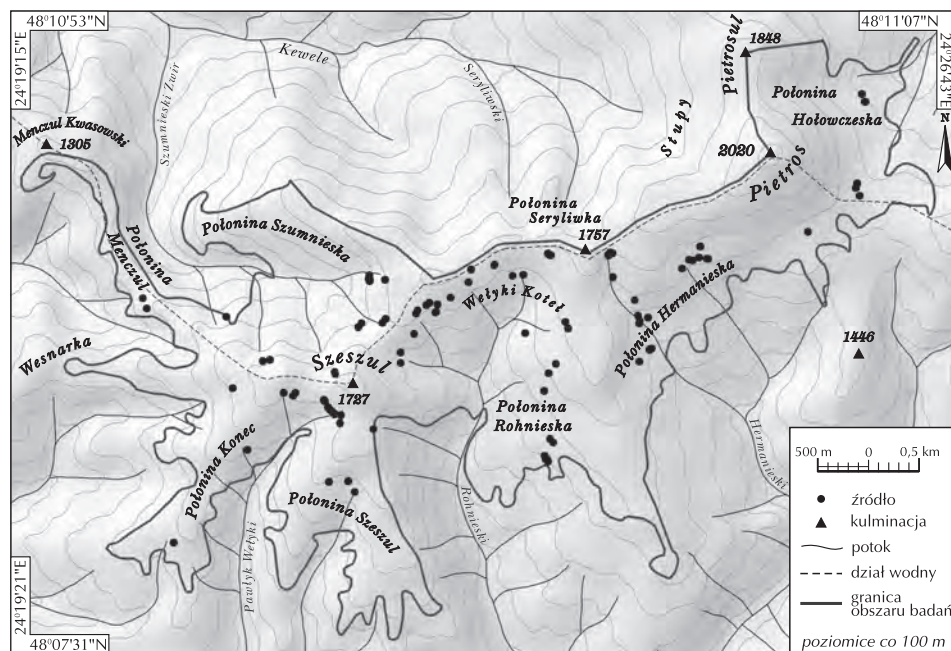 48°10'53"N
48°11'07"N
24°19'15"E
24°26'43"E
N
Kewele
Szumnieski Zwir
Seryliwski
Stupy
Pietrosul
1848
Połonina
Hołowczeska
Menczul Kwasowski
1305
2020
Pietros
Połonina Szumnieska
Połonina
Seryliwka
1757
Połonina
Menczul
Wełyki Koteł
Połonina Hermanieska
Wesnarka
Szeszul
1727
1446
Połonina
Rohnieska
Połonina Konec
Połonina Szeszul
Pawłyk Wełyki
Rohnieski
Hermanieski
500 m 0 0,5 km
źródło
kulminacja
potok
dział wodny
granica
obszaru badań
poziomice co 100 m
24°19'21"E
48°07'31"N